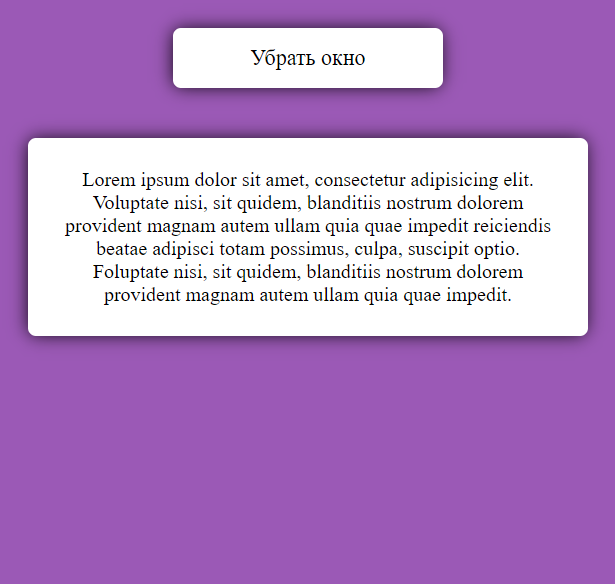 Убрать окно
Lorem ipsum dolor sit amet, consectetur adipisicing elit.
Voluptate nisi, sit quidem, blanditiis nostrum dolorem
provident magnam autem ullam quia quae impedit reiciendis
beatae adipisci totam possimus, culpa, suscipit optio.
Foluptate nisi, sit quidem, blanditiis nostrum dolorem
provident magnam autem ullam quia quae impedit.